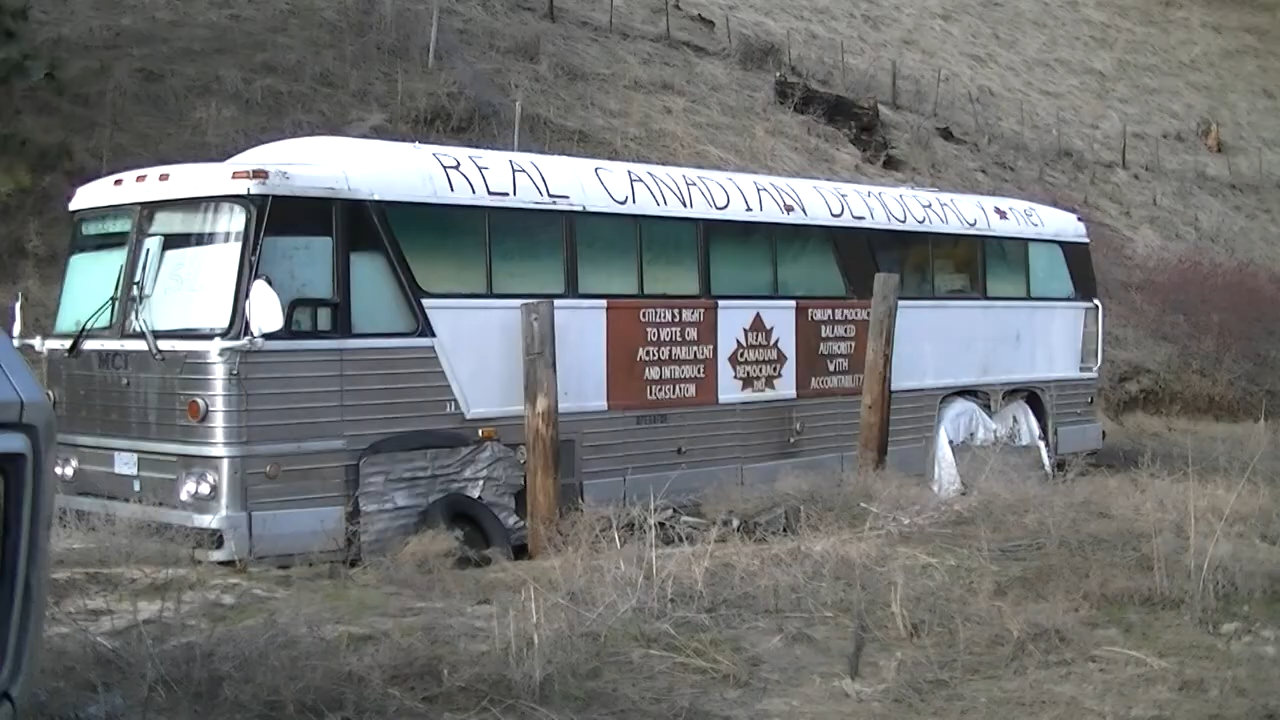 REAL CANADIAN DEMOCRACY net
MCI
CITIZEN'S RIGHT
TO VOTE ON
ACTS OF PARLIMENT
AND INTRODUCE
LEGISLATON
REAL
CANADIAN
DEMOCRACY
net
FORUM DEMOCRAC
BALANCED
AUTHORITY
WITH
ACCOUNTABILITY